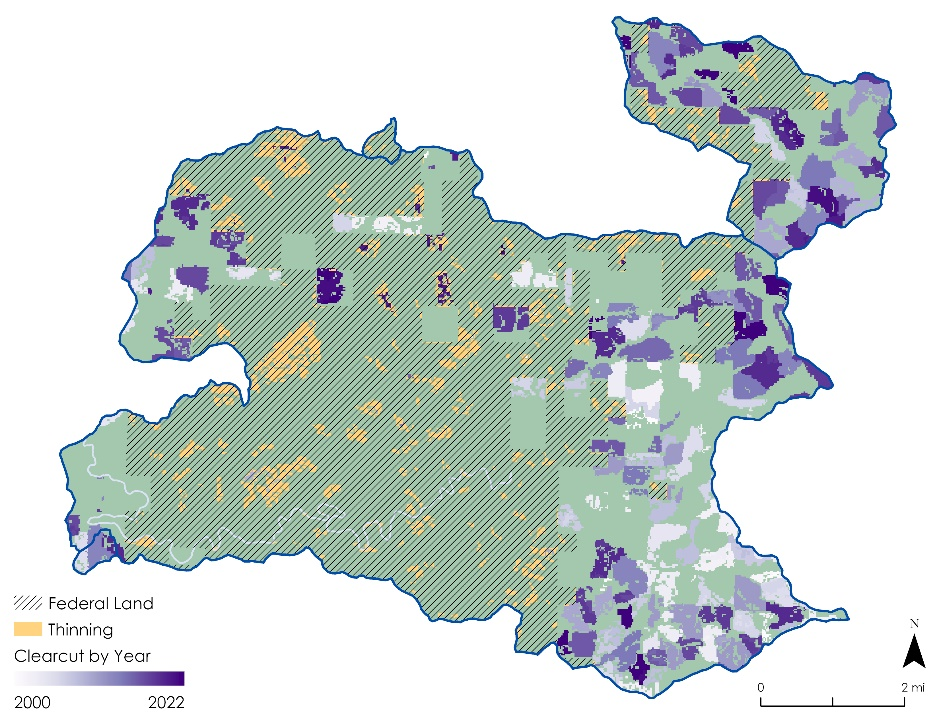 Federal Land
Thinning
Clearcut by Year
2000 2022
N
0 2 mi